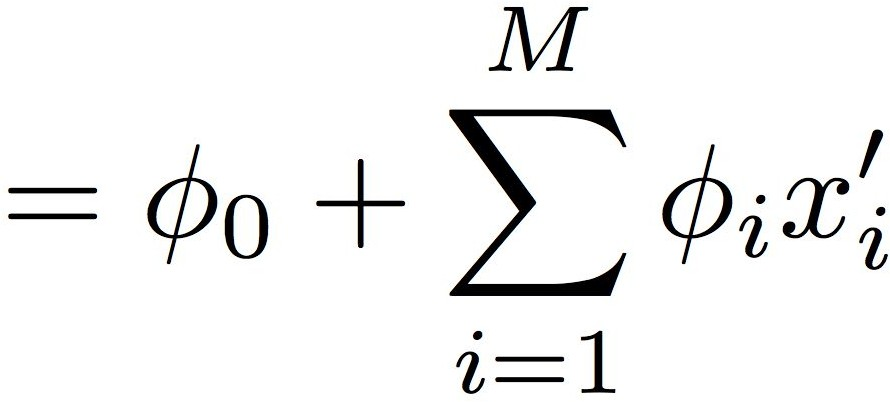 = \phi_0 + \sum_{i=1}^{M} \phi_i x'_i